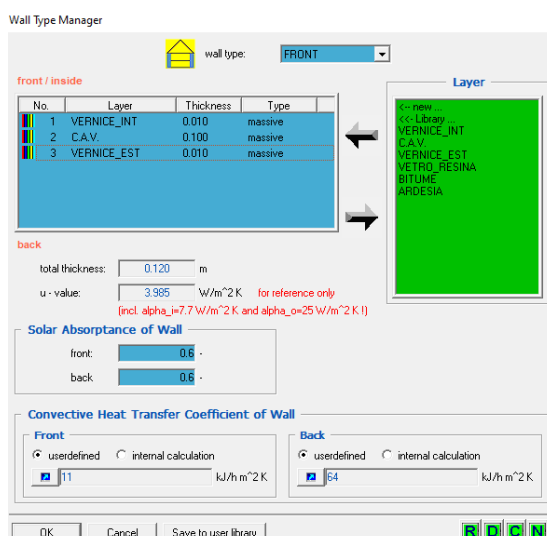 Wall Type Manager
wall type: FRONT
front / inside
No. Layer Thickness Type
1 VERNICE_INT 0.010 massive
2 C.A.V. 0.100 massive
3 VERNICE_EST 0.010 massive
Layer
<-- new ...
<<- Library ...
VERNICE_INT
C.A.V.
VERNICE_EST
VETRO_RESINA
BITUME
ARDESIA
back
total thickness: 0.120 m
u - value: 3.985 W/m^2 K for reference only
(incl. alpha_i=7.7 W/m^2 K and alpha_o=25 W/m^2 K !)
Solar Absorptance of Wall
front: 0.6 -
back 0.6 -
Convective Heat Transfer Coefficient of Wall
Front
userdefined internal calculation
11 kJ/h m^2 K
Back
userdefined internal calculation
64 kJ/h m^2 K
OK Cancel Save to user library R D C N